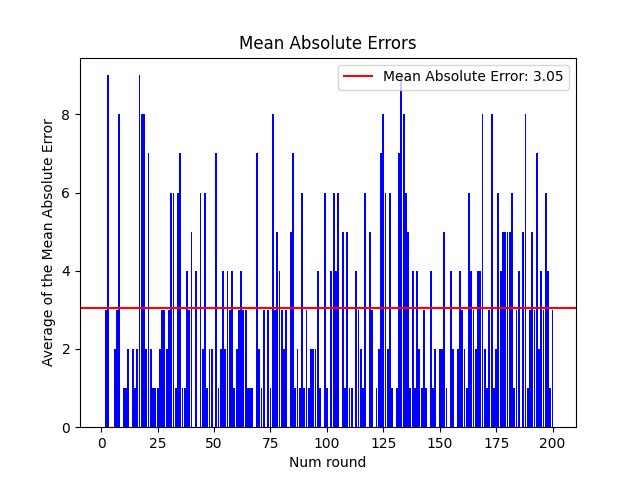 Mean Absolute Errors
Mean Absolute Error: 3.05
Average of the Mean Absolute Error
8
6
4
2
0
0 25 50 75 100 125 150 175 200
Num round